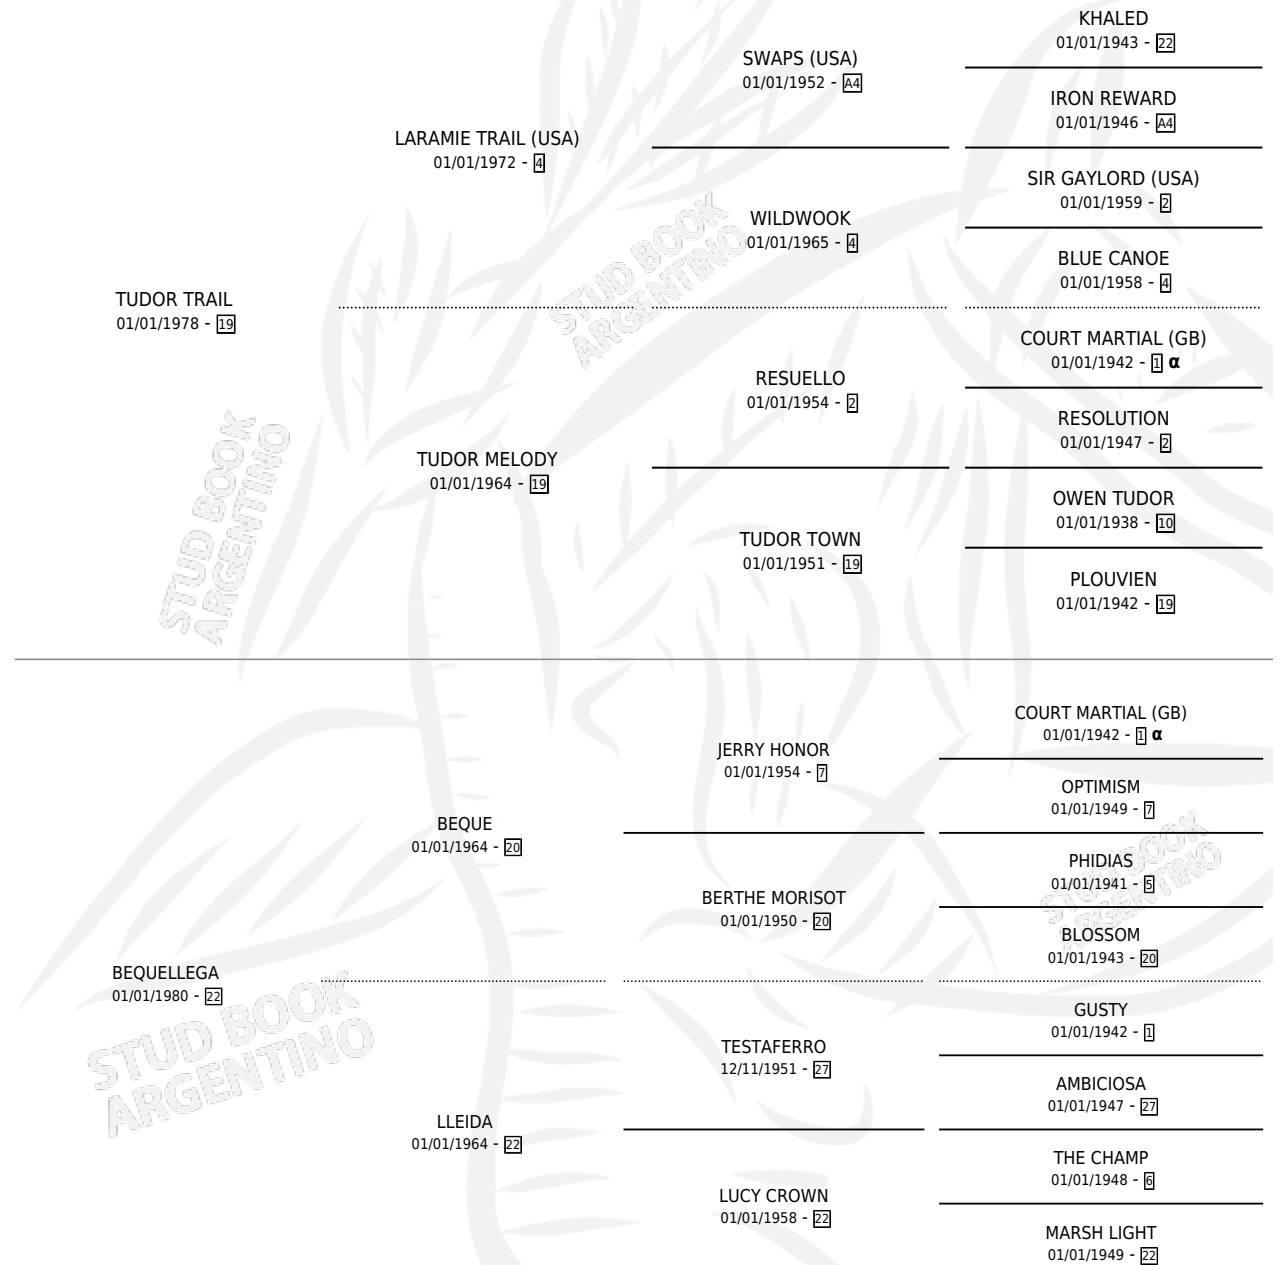 KHALED
01/01/1943 - 22
SWAPS (USA)
01/01/1952 - A4
IRON REWARD
01/01/1946 - A4
LARAMIE TRAIL (USA)
01/01/1972 - 4
SIR GAYLORD (USA)
01/01/1959 - 2
WILDWOOK
01/01/1965 - 4
BLUE CANOE
01/01/1958 - 4
TUDOR TRAIL
01/01/1978 - 19
COURT MARTIAL (GB)
01/01/1942 - 1 α
RESUELLO
01/01/1954 - 2
RESOLUTION
01/01/1947 - 2
TUDOR MELODY
01/01/1964 - 19
OWEN TUDOR
01/01/1938 - 10
TUDOR TOWN
01/01/1951 - 19
PLOUVIEN
01/01/1942 - 19
STUD BOOK
ARGENTINO
STUD BOOK
ARGENTINO
COURT MARTIAL (GB)
01/01/1942 - 1 α
JERRY HONOR
01/01/1954 - 7
OPTIMISM
01/01/1949 - 7
BEQUE
01/01/1964 - 20
PHIDIAS
01/01/1941 - 5
BERTHE MORISOT
01/01/1950 - 20
BLOSSOM
01/01/1943 - 20
BEQUELLEGA
01/01/1980 - 22
GUSTY
01/01/1942 - 1
TESTAFERRO
12/11/1951 - 27
AMBICIOSA
01/01/1947 - 27
LLEIDA
01/01/1964 - 22
THE CHAMP
01/01/1948 - 6
LUCY CROWN
01/01/1958 - 22
MARSH LIGHT
01/01/1949 - 22
STUD BOOK
ARGENTINO
STUD BOOK
ARGENTINO